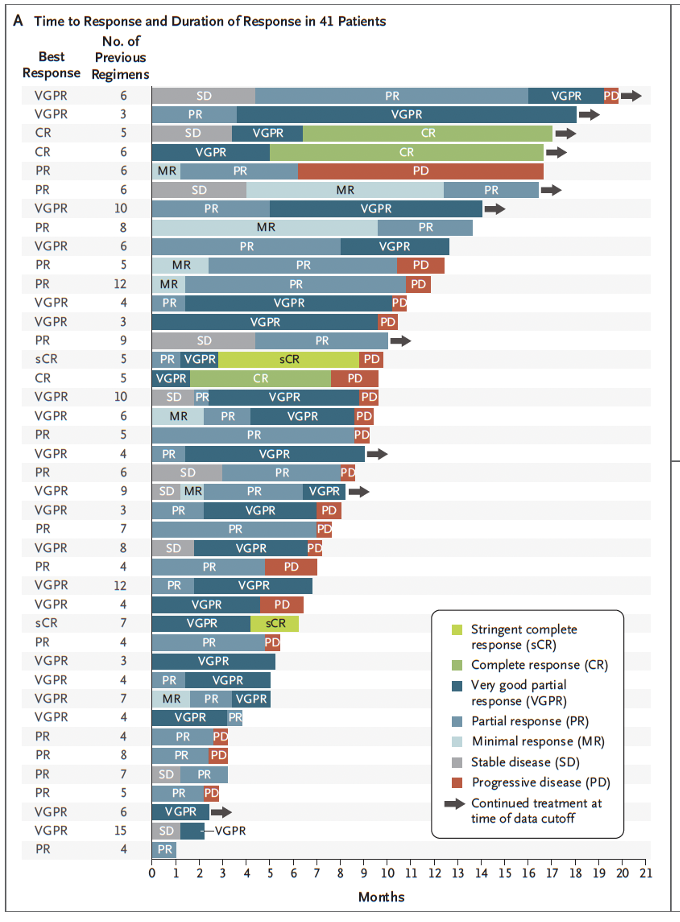 A Time to Response and Duration of Response in 41 Patients
Best Response No. of Previous Regimens
VGPR 6 SD PR VGPR PD
VGPR 3 PR VGPR
CR 5 SD VGPR CR
CR 6 VGPR CR
PR 6 MR PR PD
PR 6 SD MR PR
VGPR 10 PR VGPR
PR 8 MR PR
VGPR 6 PR VGPR
PR 5 MR PR PD
PR 12 MR PR PD
VGPR 4 PR VGPR PD
VGPR 3 VGPR PD
PR 9 SD PR
sCR 5 PR VGPR sCR PD
CR 5 VGPR CR PD
VGPR 10 SD PR VGPR PD
VGPR 6 MR PR VGPR PD
PR 5 PR PD
VGPR 4 PR VGPR
PR 6 SD PR PD
VGPR 9 SD MR PR VGPR
VGPR 3 PR VGPR PD
PR 7 PR PD
VGPR 8 SD VGPR PD
PR 4 PR PD
VGPR 12 PR VGPR
VGPR 4 VGPR PD
sCR 7 VGPR sCR
PR 4 PR PD
VGPR 3 VGPR
VGPR 4 PR VGPR
VGPR 7 MR PR VGPR
VGPR 4 VGPR PR
PR 4 PR PD
PR 8 PR PD
PR 7 SD PR
PR 5 PR PD
VGPR 6 VGPR
VGPR 15 SD VGPR
PR 4 PR
Stringent complete
response (sCR)
Complete response (CR)
Very good partial
response (VGPR)
Partial response (PR)
Minimal response (MR)
Stable disease (SD)
Progressive disease (PD)
Continued treatment at
time of data cutoff
0 1 2 3 4 5 6 7 8 9 10 11 12 13 14 15 16 17 18 19 20 21
Months